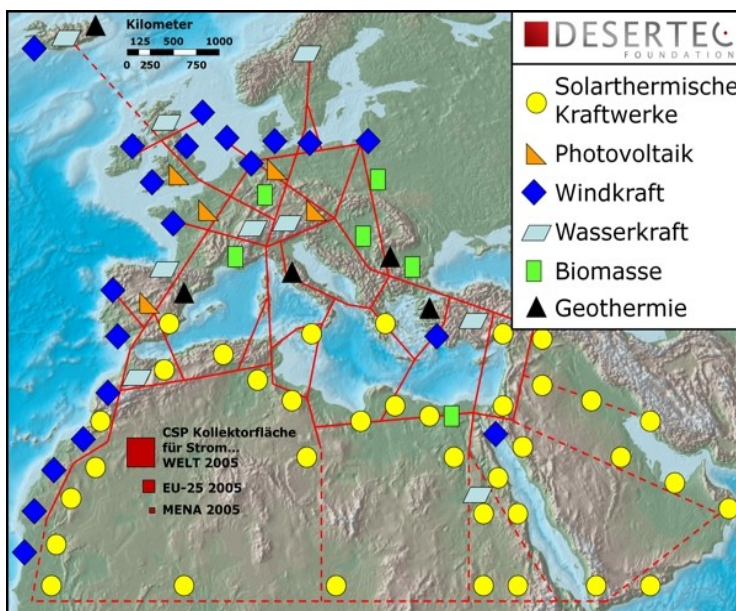 Kilometer
125 500 1000
0 250 750
DESERTEC
FOUNDATION
Solarthermische
Kraftwerke
Photovoltaik
Windkraft
Wasserkraft
Biomasse
Geothermie
CSP Kollektorfläche
für Strom...
WELT 2005
EU-25 2005
MENA 2005